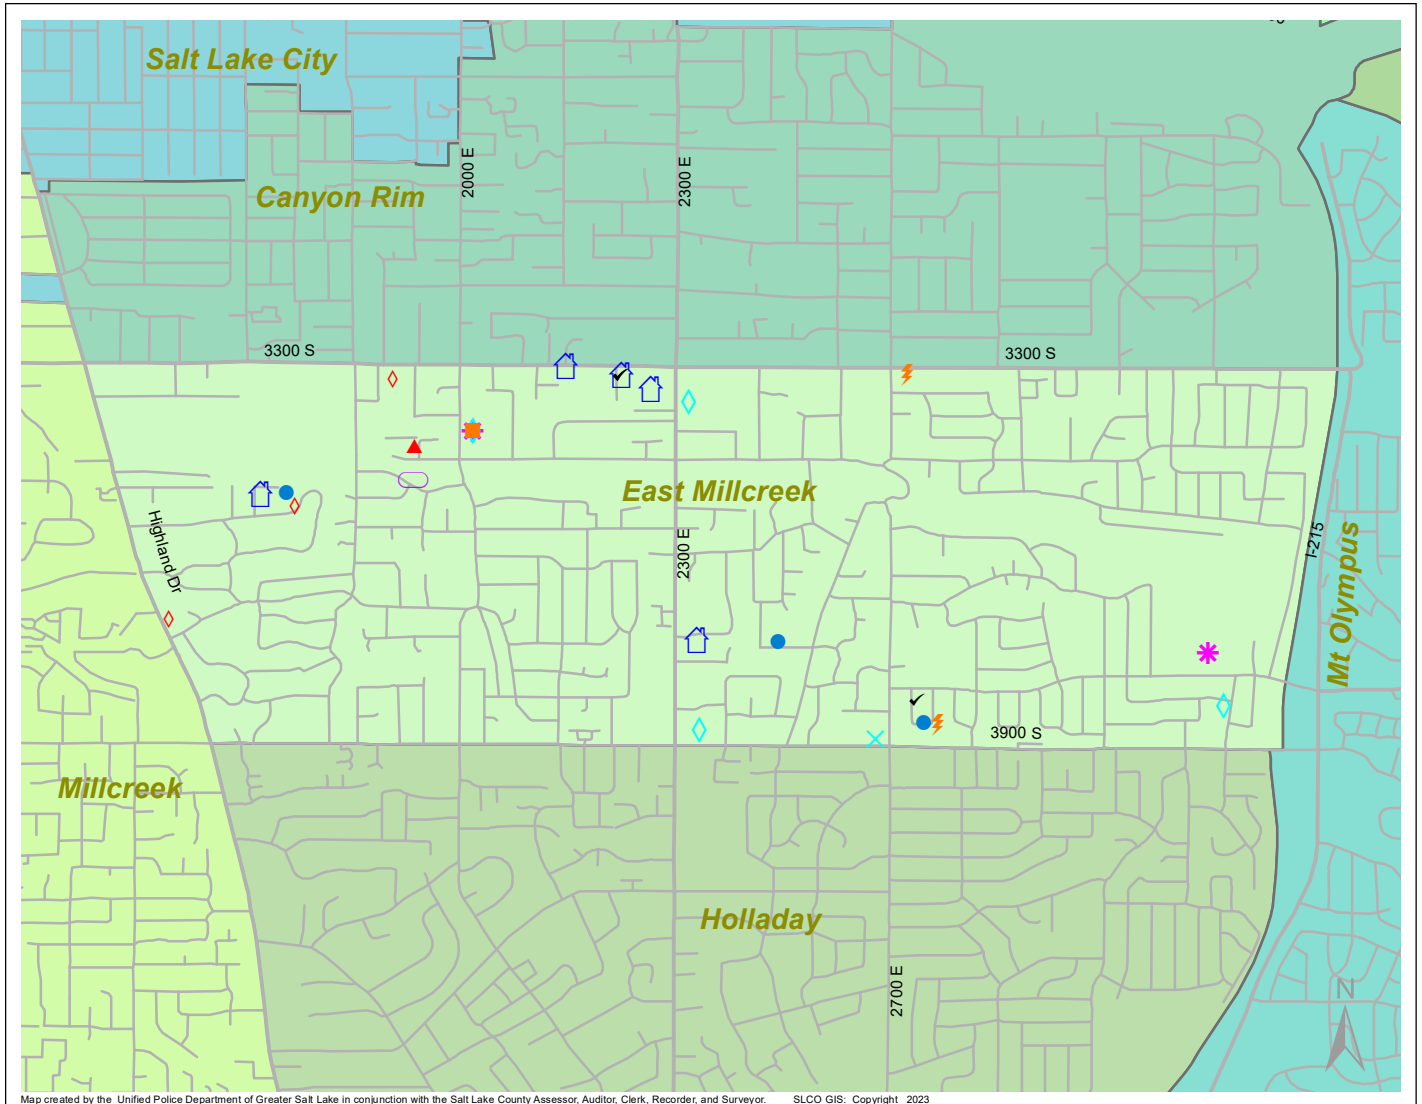 Salt Lake City
2000 E
2300 E
Canyon Rim
3300 S
3300 S
East Millcreek
Highland Dr
2300 E
I-215
Mt Olympus
3900 S
Millcreek
Holladay
2700 E
N
Map created by the Unified Police Department of Greater Salt Lake in conjunction with the Salt Lake County Assessor, Auditor, Clerk, Recorder, and Surveyor. SLCO GIS: Copyright 2023